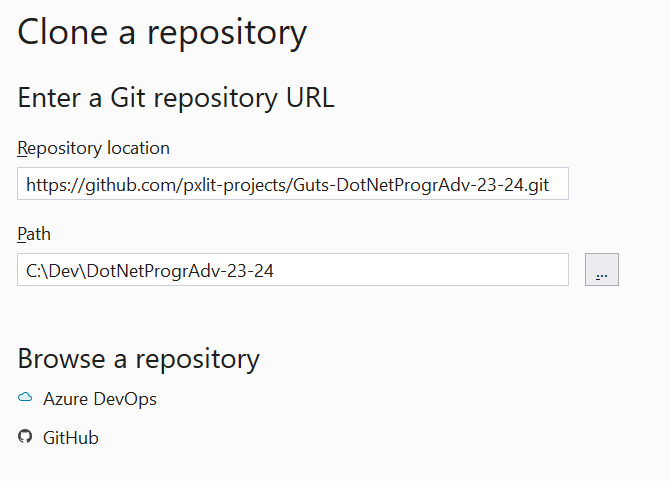 Clone a repository
Enter a Git repository URL
Repository location
https://github.com/pxlit-projects/Guts-DotNetProgrAdv-23-24.git
Path
C:\Dev\DotNetProgrAdv-23-24
...
Browse a repository
Azure DevOps
GitHub